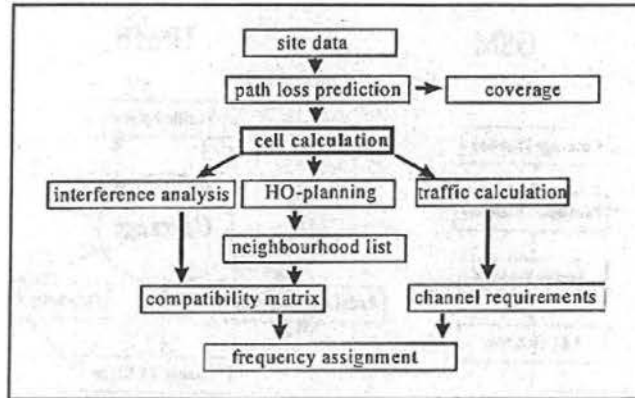 site data
path loss prediction
coverage
cell calculation
interference analysis
HO-planning
traffic calculation
neighbourhood list
compatibility matrix
channel requirements
frequency assignment